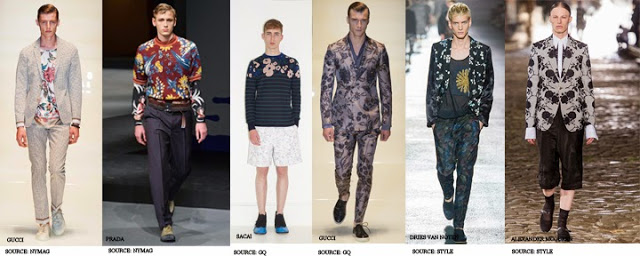 GUCCI
SOURCE: NYMAG
PRADA
SOURCE: NYMAG
SACAI
SOURCE: GQ
GUCCI
SOURCE: GQ
DRIES VAN NOTEN
SOURCE: STYLE
ALEXANDER MCQUEEN
SOURCE: STYLE